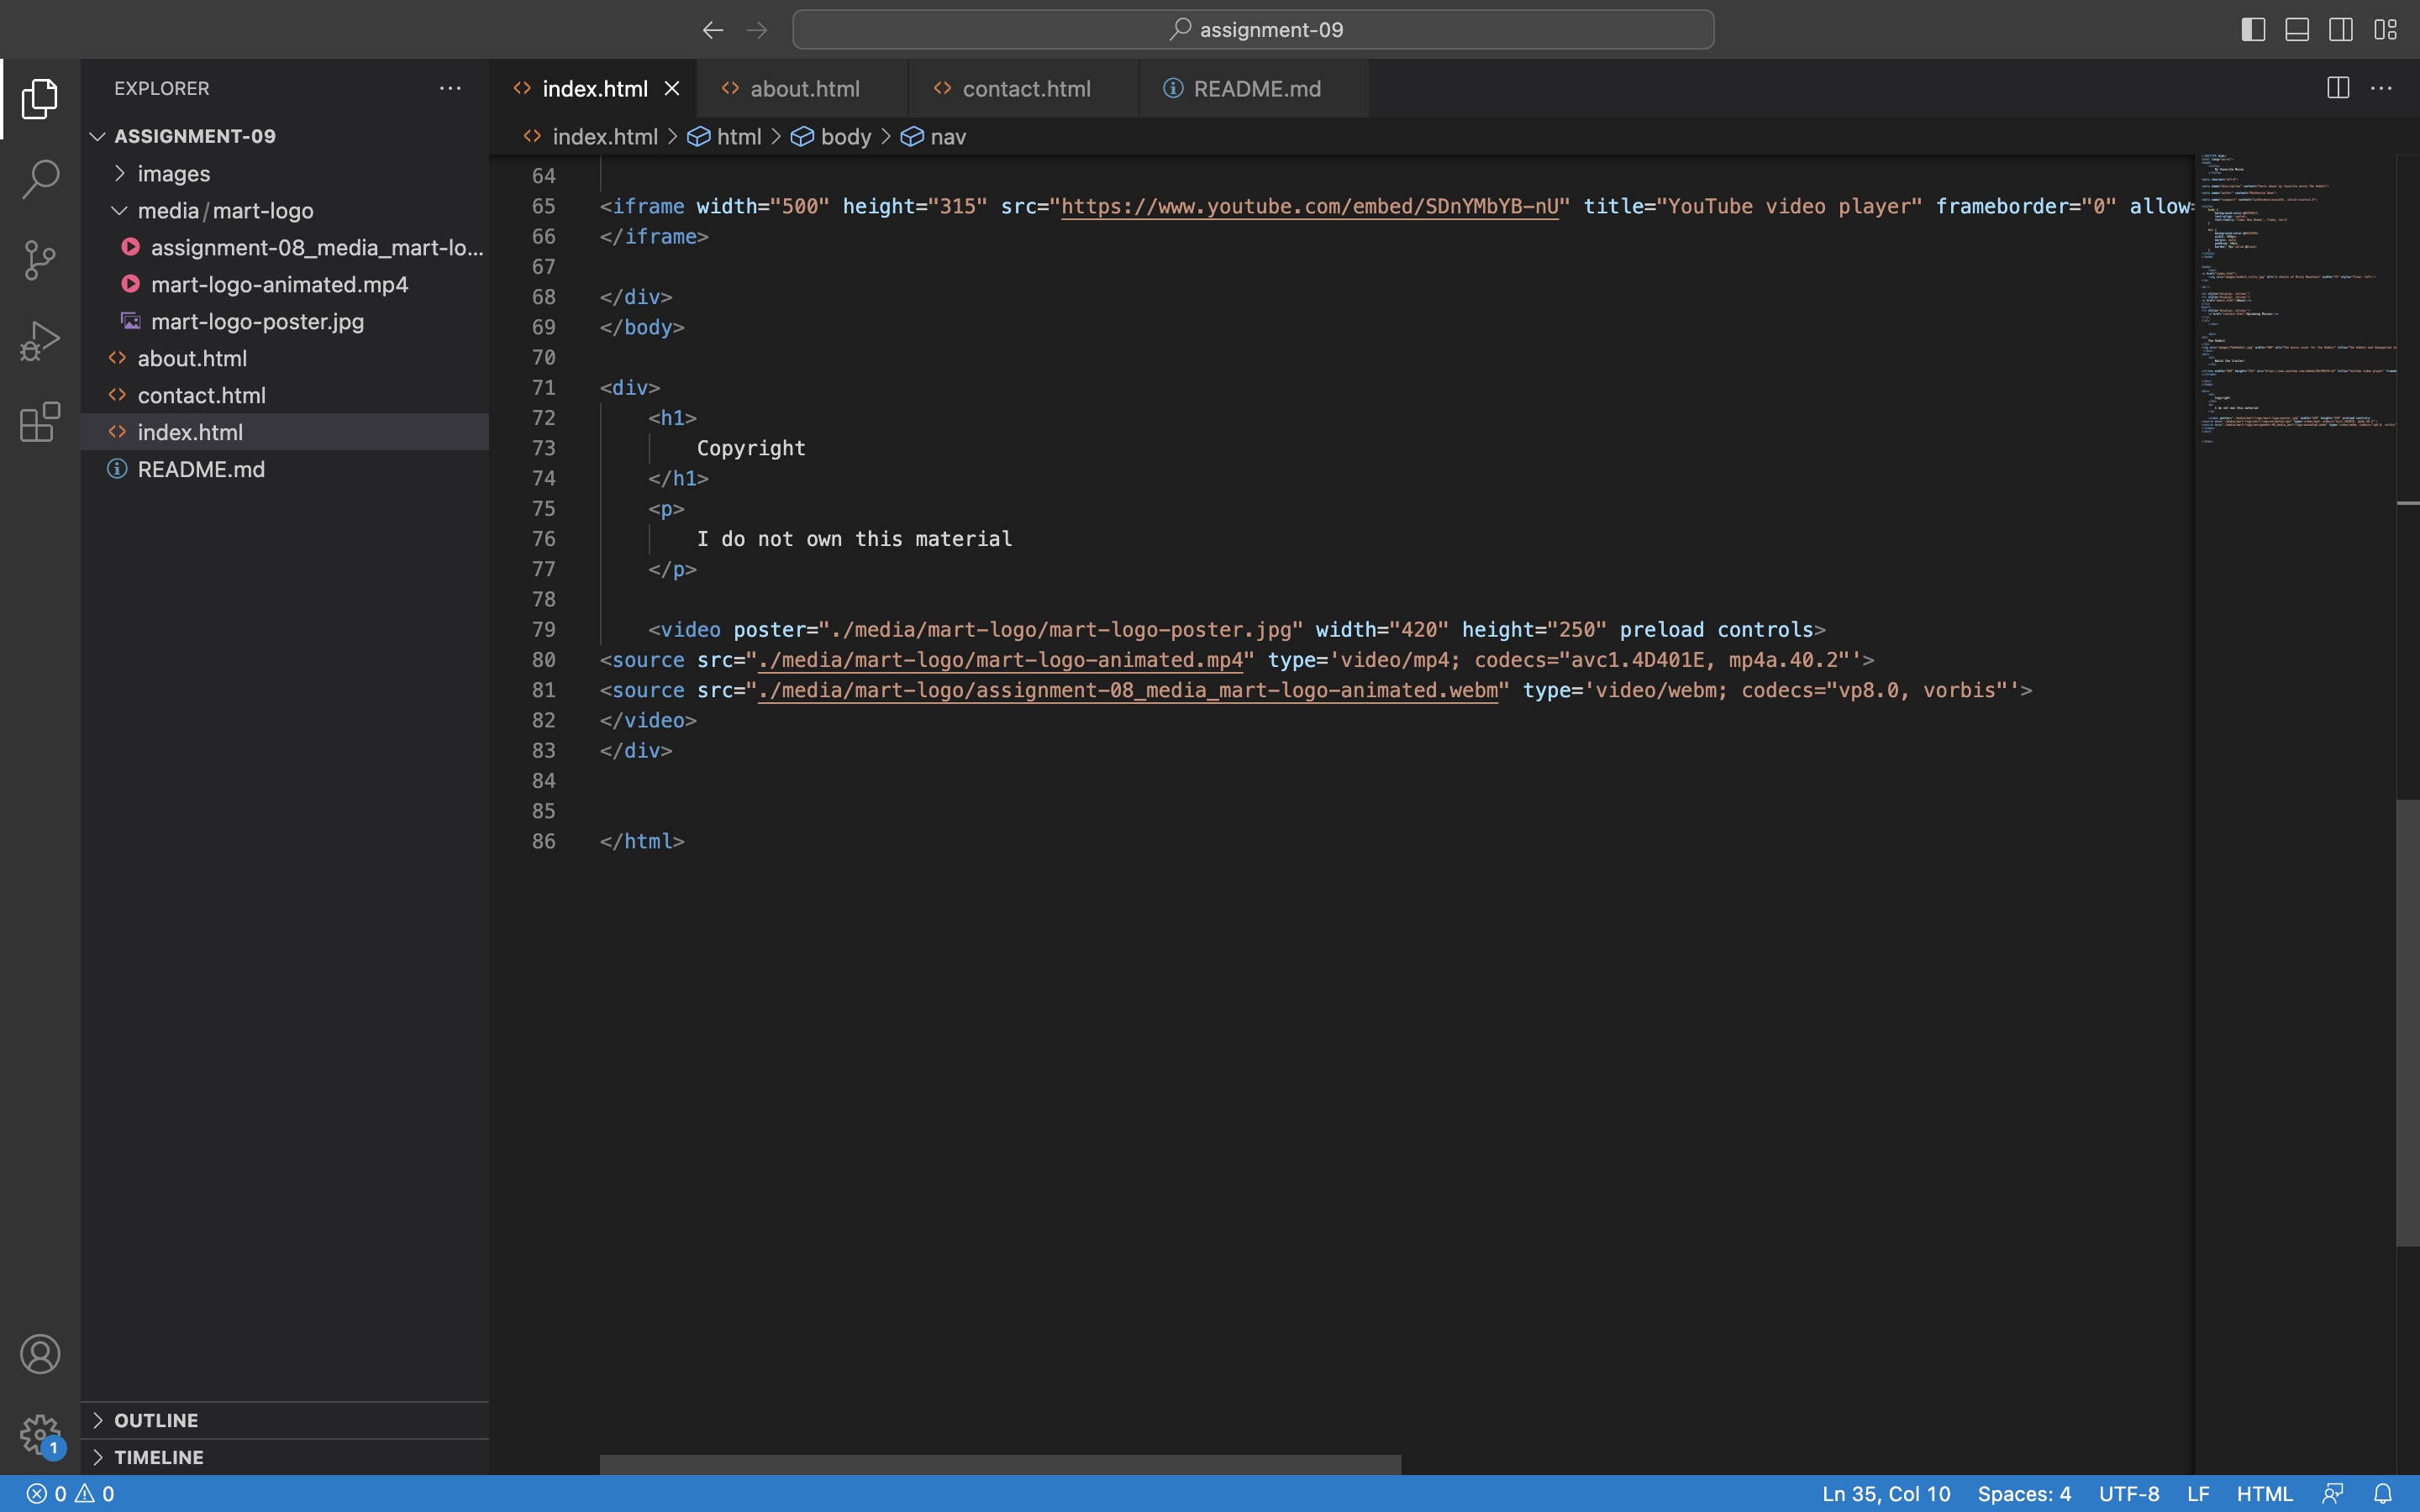 assignment-09
EXPLORER
ASSIGNMENT-09
images
media/mart-logo
assignment-08_media_mart-lo...
mart-logo-animated.mp4
mart-logo-poster.jpg
about.html
contact.html
index.html
README.md
OUTLINE
TIMELINE
1
index.html
about.html
contact.html
README.md
index.html > html > body > nav
64
65 <iframe width="500" height="315" src="https://www.youtube.com/embed/SDnYMbYB-nU" title="YouTube video player" frameborder="0" allow=
66 </iframe>
67
68 </div>
69 </body>
70
71 <div>
72 <h1>
73 Copyright
74 </h1>
75 <p>
76 I do not own this material
77 </p>
78
79 <video poster="./media/mart-logo/mart-logo-poster.jpg" width="420" height="250" preload controls>
80 <source src="./media/mart-logo/mart-logo-animated.mp4" type='video/mp4; codecs="avc1.4D401E, mp4a.40.2"'>
81 <source src="./media/mart-logo/assignment-08_media_mart-logo-animated.webm" type='video/webm; codecs="vp8.0, vorbis"'>
82 </video>
83 </div>
84
85
86 </html>
0 0
Ln 35, Col 10 Spaces: 4 UTF-8 LF HTML